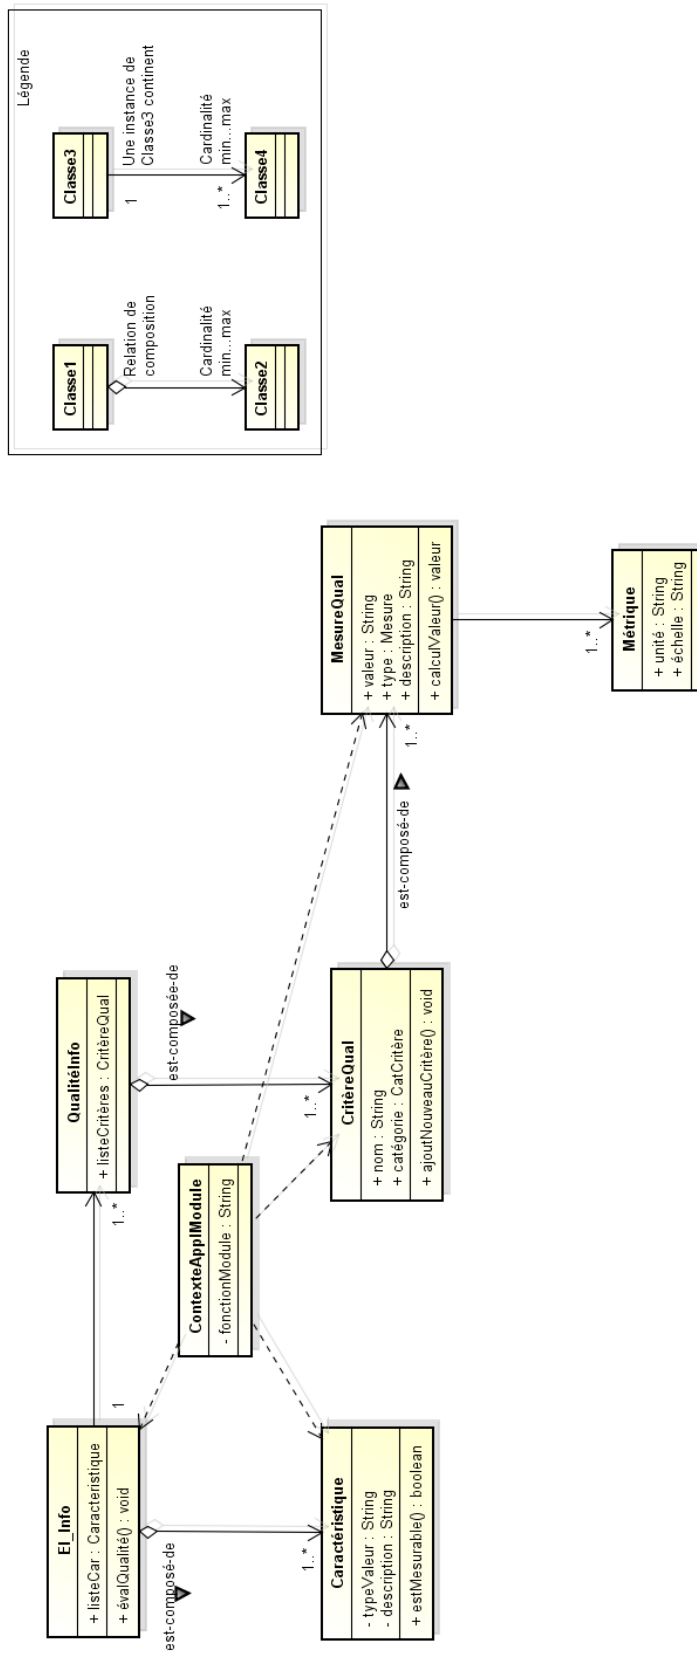 Légende
Classe1
Relation de
composition
Cardinalité
min...max
Classe2
Classe3
Une instance de
Classe3 continent
1
Cardinalité
min...max
1..*
Classe4
El_Info
+ listeCar : Caracteristique
+ évalQualité() : void
1
1..*
QualitéInfo
+ listeCritères : CritèreQual
est-composé-de
1..*
ContexteApplModule
- fonctionModule : String
est-composée-de
1..*
Caractéristique
- typeValeur : String
- description : String
+ estMesurable() : boolean
CritèreQual
+ nom : String
+ catégorie : CatCritère
+ ajoutNouveauCritère() : void
est-composé-de
1..*
MesureQual
+ valeur : String
+ type : Mesure
+ description : String
+ calculValeur() : valeur
1..*
Métrique
+ unité : String
+ échelle : String